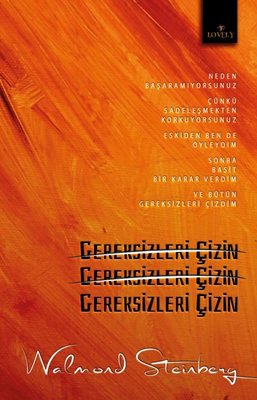 LOVELY
NEDEN
BAŞARAMIYORSUNUZ
ÇÜNKÜ
SADELEŞMEKTEN
KORKUYORSUNUZ
ESKİDEN BEN DE
ÖYLEYDİM
SONRA
BASİT
BİR KARAR VERDİM
VE BÜTÜN
GEREKSİZLERİ ÇİZDİM
GEREKSİZLERİ ÇİZİN
GEREKSİZLERİ ÇİZİN
GEREKSİZLERİ ÇİZİN
Walmond Steinberg